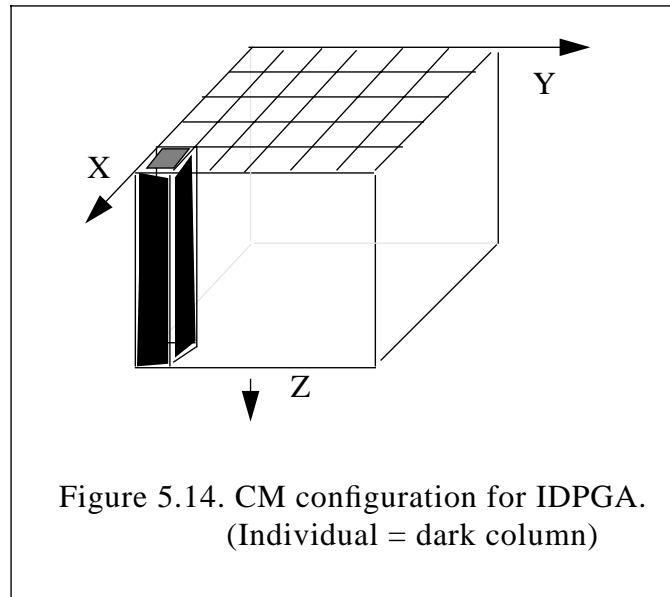 Y
X
Z
Figure 5.14. CM configuration for IDPGA.
(Individual = dark column)